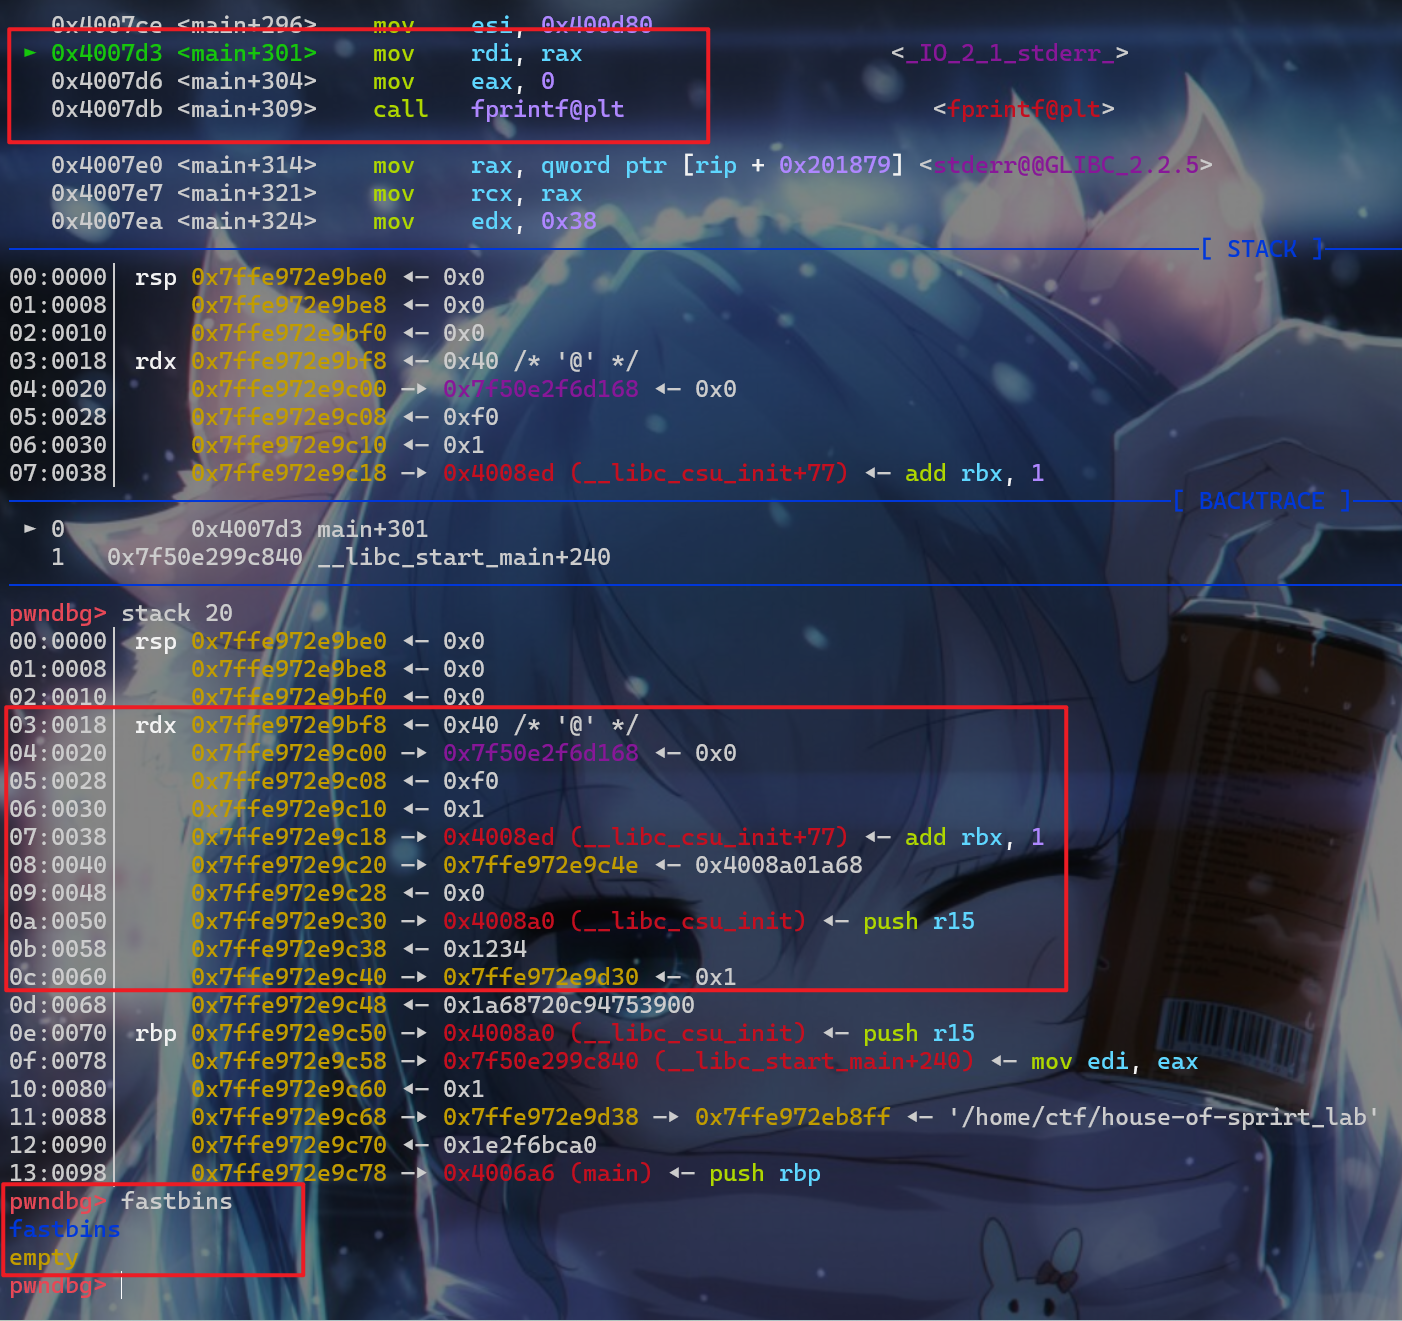 0x4007ce <main+296> mov esi, 0x400d80
► 0x4007d3 <main+301> mov rdi, rax <_IO_2_1_stderr_>
0x4007d6 <main+304> mov eax, 0
0x4007db <main+309> call fprintf@plt <fprintf@plt>
0x4007e0 <main+314> mov rax, qword ptr [rip + 0x201879] <stderr@@GLIBC_2.2.5>
0x4007e7 <main+321> mov rcx, rax
0x4007ea <main+324> mov edx, 0x38
[ STACK ]
00:0000│ rsp 0x7ffe972e9be0 ◂— 0x0
01:0008│ 0x7ffe972e9be8 ◂— 0x0
02:0010│ 0x7ffe972e9bf0 ◂— 0x0
03:0018│ rdx 0x7ffe972e9bf8 ◂— 0x40 /* '@' */
04:0020│ 0x7ffe972e9c00 —▸ 0x7f50e2f6d168 ◂— 0x0
05:0028│ 0x7ffe972e9c08 ◂— 0xf0
06:0030│ 0x7ffe972e9c10 ◂— 0x1
07:0038│ 0x7ffe972e9c18 —▸ 0x4008ed (__libc_csu_init+77) ◂— add rbx, 1
[ BACKTRACE ]
► 0 0x4007d3 main+301
1 0x7f50e299c840 __libc_start_main+240
pwndbg> stack 20
00:0000│ rsp 0x7ffe972e9be0 ◂— 0x0
01:0008│ 0x7ffe972e9be8 ◂— 0x0
02:0010│ 0x7ffe972e9bf0 ◂— 0x0
03:0018│ rdx 0x7ffe972e9bf8 ◂— 0x40 /* '@' */
04:0020│ 0x7ffe972e9c00 —▸ 0x7f50e2f6d168 ◂— 0x0
05:0028│ 0x7ffe972e9c08 ◂— 0xf0
06:0030│ 0x7ffe972e9c10 ◂— 0x1
07:0038│ 0x7ffe972e9c18 —▸ 0x4008ed (__libc_csu_init+77) ◂— add rbx, 1
08:0040│ 0x7ffe972e9c20 —▸ 0x7ffe972e9c4e ◂— 0x4008a01a68
09:0048│ 0x7ffe972e9c28 ◂— 0x0
0a:0050│ 0x7ffe972e9c30 —▸ 0x4008a0 (__libc_csu_init) ◂— push r15
0b:0058│ 0x7ffe972e9c38 ◂— 0x1234
0c:0060│ 0x7ffe972e9c40 —▸ 0x7ffe972e9d30 ◂— 0x1
0d:0068│ 0x7ffe972e9c48 ◂— 0x1a68720c94753900
0e:0070│ rbp 0x7ffe972e9c50 —▸ 0x4008a0 (__libc_csu_init) ◂— push r15
0f:0078│ 0x7ffe972e9c58 —▸ 0x7f50e299c840 (__libc_start_main+240) ◂— mov edi, eax
10:0080│ 0x7ffe972e9c60 ◂— 0x1
11:0088│ 0x7ffe972e9c68 —▸ 0x7ffe972e9d38 —▸ 0x7ffe972eb8ff ◂— '/home/ctf/house-of-sprirt_lab'
12:0090│ 0x7ffe972e9c70 ◂— 0x1e2f6bca0
13:0098│ 0x7ffe972e9c78 —▸ 0x4006a6 (main) ◂— push rbp
pwndbg> fastbins
fastbins
empty
pwndbg>